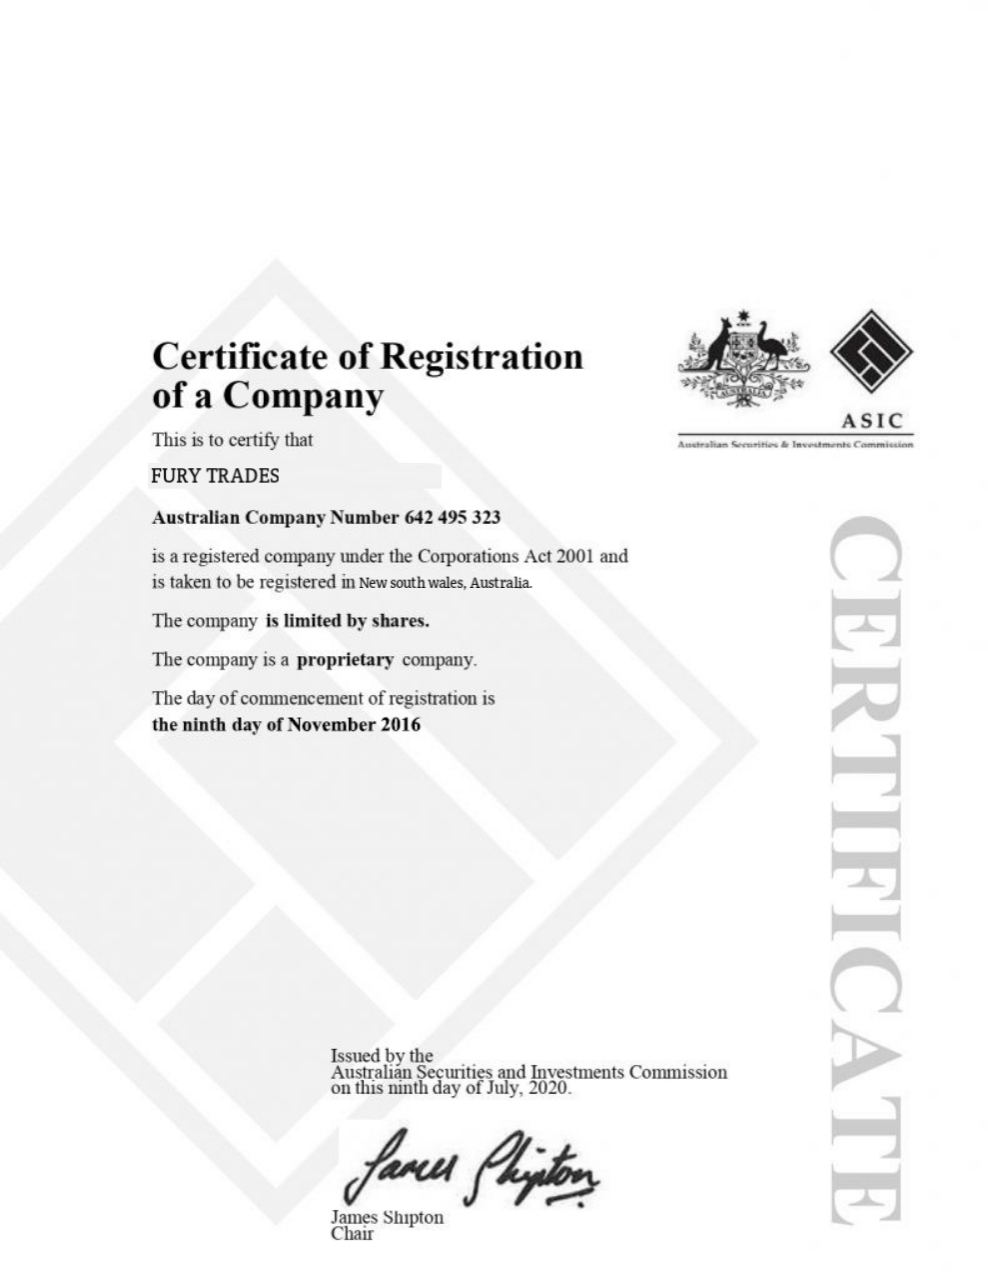 Certificate of Registration
of a Company
This is to certify that
FURY TRADES
Australian Company Number 642 495 323
is a registered company under the Corporations Act 2001 and
is taken to be registered in New south wales, Australia.
The company is limited by shares.
The company is a proprietary company.
The day of commencement of registration is
the ninth day of November 2016
AUSTRALIA
ASIC
Australian Securities & Investments Commission
CERTIFICATE
Issued by the
Australian Securities and Investments Commission
on this ninth day of July, 2020.
James Shipton
James Shipton
Chair